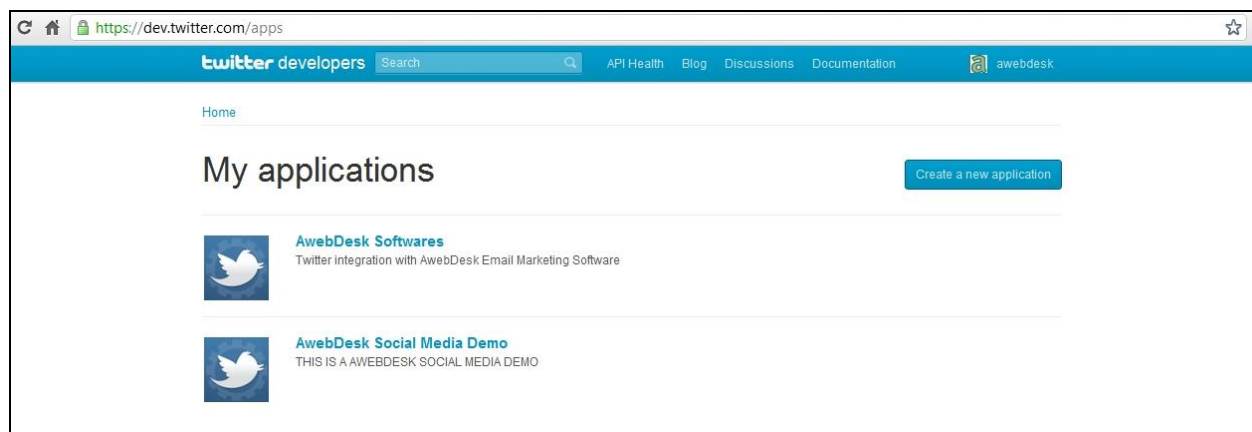 https://dev.twitter.com/apps
twitter developers Search API Health Blog Discussions Documentation awebdesk
Home
My applications
Create a new application
AwebDesk Softwares
Twitter integration with AwebDesk Email Marketing Software
AwebDesk Social Media Demo
THIS IS A AWEBDESK SOCIAL MEDIA DEMO